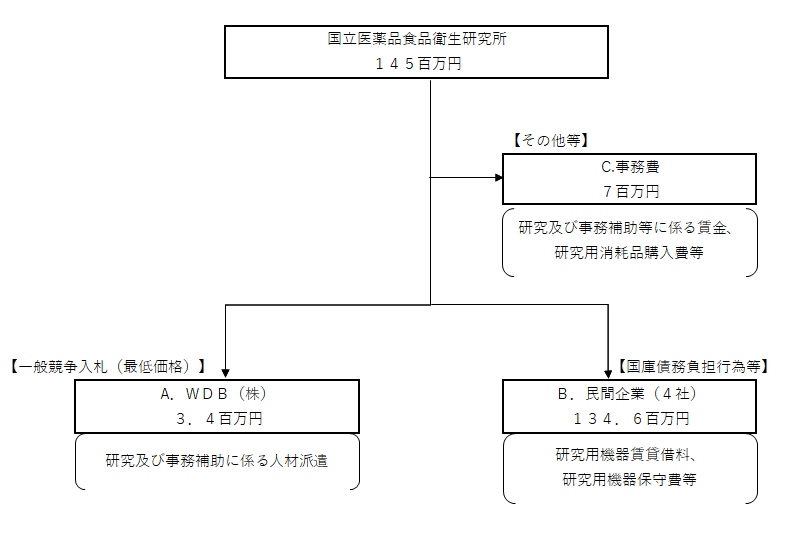 国立医薬品食品衛生研究所
１４５百万円
【その他等】
C.事務費
７百万円
研究及び事務補助等に係る賃金、
研究用消耗品購入費等
【一般競争入札（最低価格）】
A．ＷＤＢ（株）
３．４百万円
研究及び事務補助に係る人材派遣
【国庫債務負担行為等】
B．民間企業（４社）
１３４．６百万円
研究用機器賃貸借料、
研究用機器保守費等